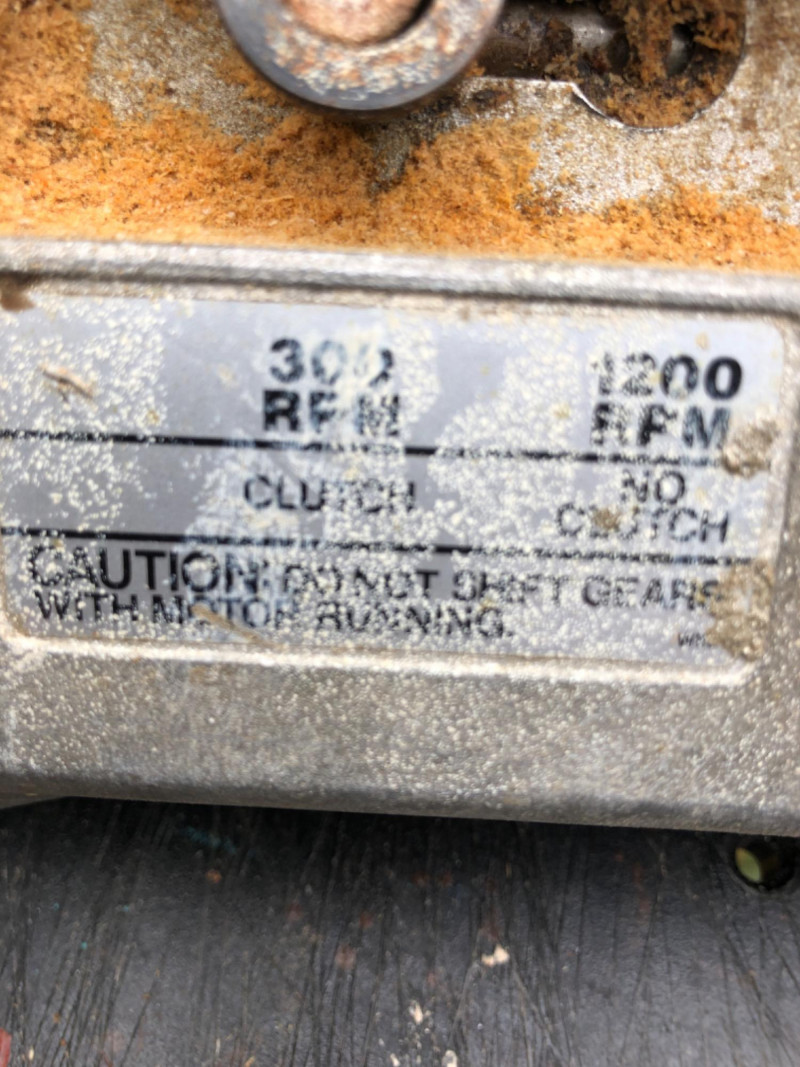 300 1200
RPM RPM
CLUTCH NO
CLUTCH
CAUTION: DO NOT SHIFT GEARS
WITH MOTOR RUNNING.